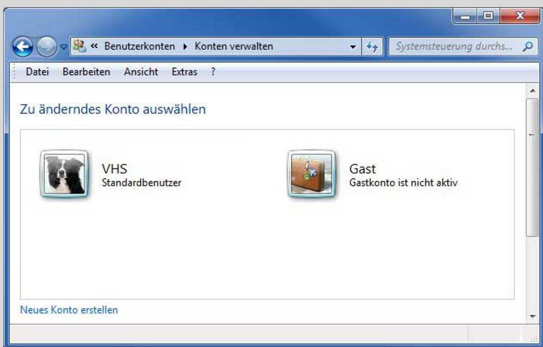 « Benutzerkonten ▸ Konten verwalten
Systemsteuerung durchs...
Datei Bearbeiten Ansicht Extras ?
Zu änderndes Konto auswählen
VHS
Standardbenutzer
Gast
Gastkonto ist nicht aktiv
Neues Konto erstellen